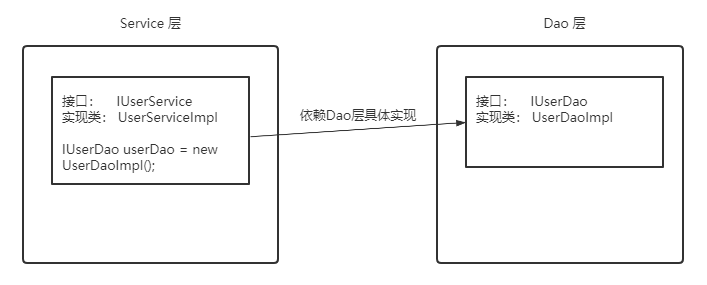 Service 层
Dao 层
接口： IUserService
实现类： UserServiceImpl
IUserDao userDao = new
UserDaoImpl();
依赖Dao层具体实现
接口： IUserDao
实现类： UserDaoImpl